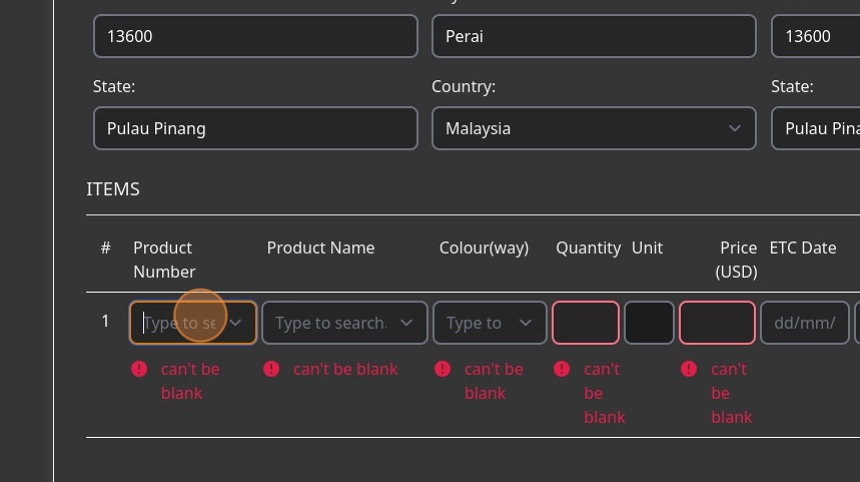 13600
Perai
13600
State:
Country:
State:
Pulau Pinang
Malaysia
Pulau
ITEMS
#
Product Number
Product Name
Colour(way)
Quantity
Unit
Price (USD)
ETC Date
1
Type to
Type to search.
Type to
dd/mm/
can't be blank
can't be blank
can't be blank
can't be blank
can't be blank